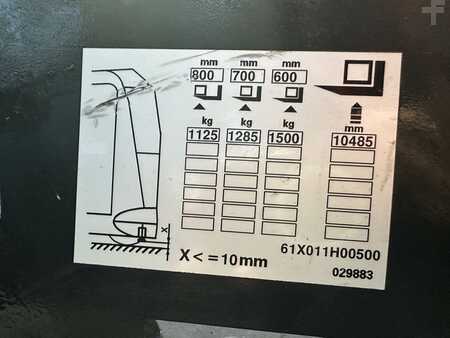 mm mm mm
800 700 600
kg kg kg mm
1125 1285 1500 10485
X
X <= 10mm
61X011H00500
029883